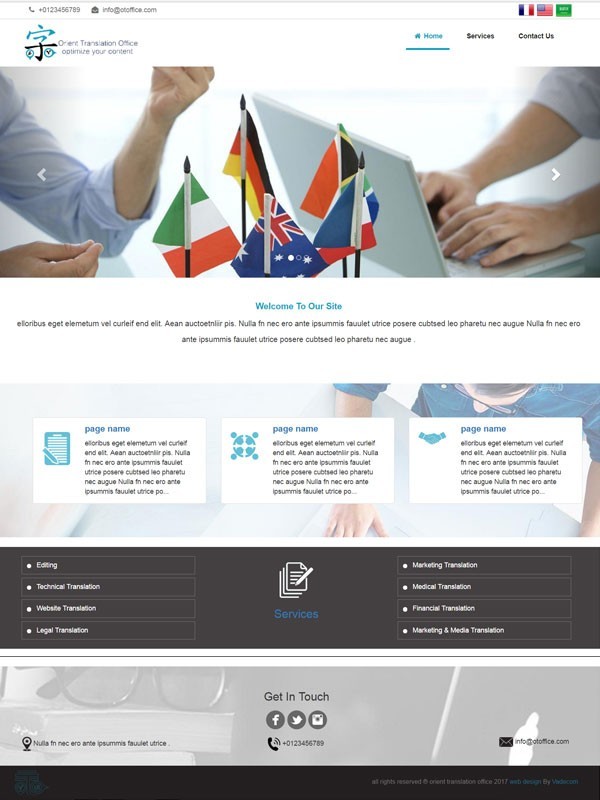 +0123456789 info@otoffice.com
字
Orient Translation Office
optimize your content
Home Services Contact Us
Welcome To Our Site
elloribus eget elemetum vel curleif end elit. Aean auctoetnliir pis. Nulla fn nec ero ante ipsummis fauulet utrice posere cubtsed leo pharetu nec augue Nulla fn nec ero
ante ipsummis fauulet utrice posere cubtsed leo pharetu nec augue .
page name
elloribus eget elemetum vel curleif
end elit. Aean auctoetnliir pis. Nulla
fn nec ero ante ipsummis fauulet
utrice posere cubtsed leo pharetu
nec augue Nulla fn nec ero ante
ipsummis fauulet utrice po...
page name
elloribus eget elemetum vel curleif
end elit. Aean auctoetnliir pis. Nulla
fn nec ero ante ipsummis fauulet
utrice posere cubtsed leo pharetu
nec augue Nulla fn nec ero ante
ipsummis fauulet utrice po...
page name
elloribus eget elemetum vel curleif
end elit. Aean auctoetnliir pis. Nulla
fn nec ero ante ipsummis fauulet
utrice posere cubtsed leo pharetu
nec augue Nulla fn nec ero ante
ipsummis fauulet utrice po...
Editing
Technical Translation
Website Translation
Legal Translation
Services
Marketing Translation
Medical Translation
Financial Translation
Marketing & Media Translation
Get In Touch
Nulla fn nec ero ante ipsummis fauulet utrice .
+0123456789
info@otoffice.com
all rights reserved ® orient translation office 2017 web design By Vadecom